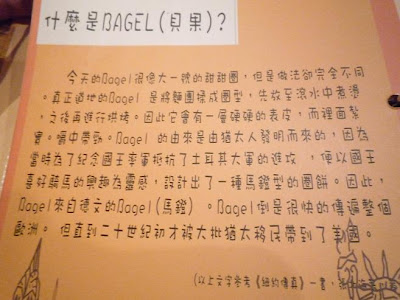 什麼是BAGEL(貝果)?
今天的Bagel很像大一號的甜甜圈,但是做法卻完全不同
。真正道地的Bagel 是將麵團揉成圈型,先放至滾水中煮燙
,之後再進行烘烤。因此它會有一層硬硬的表皮,而裡面紮
實。嚼中帶勁。Bagel 的由來是由猶太人發明而來的,因為
當時為了紀念國王率軍抵抗了土耳其大軍的進攻 ,便以國王
喜好騎馬的興趣為靈感,設計出了一種馬鐙型的圓餅。因此,
Bagel來自德文的Bagel(馬鐙) 。Bagel倒是很快的傳遍整個
歐洲。 但直到二十世紀初才被大批猶太移民帶到了美國。
(以上文字參考《紐約傳真》一書,